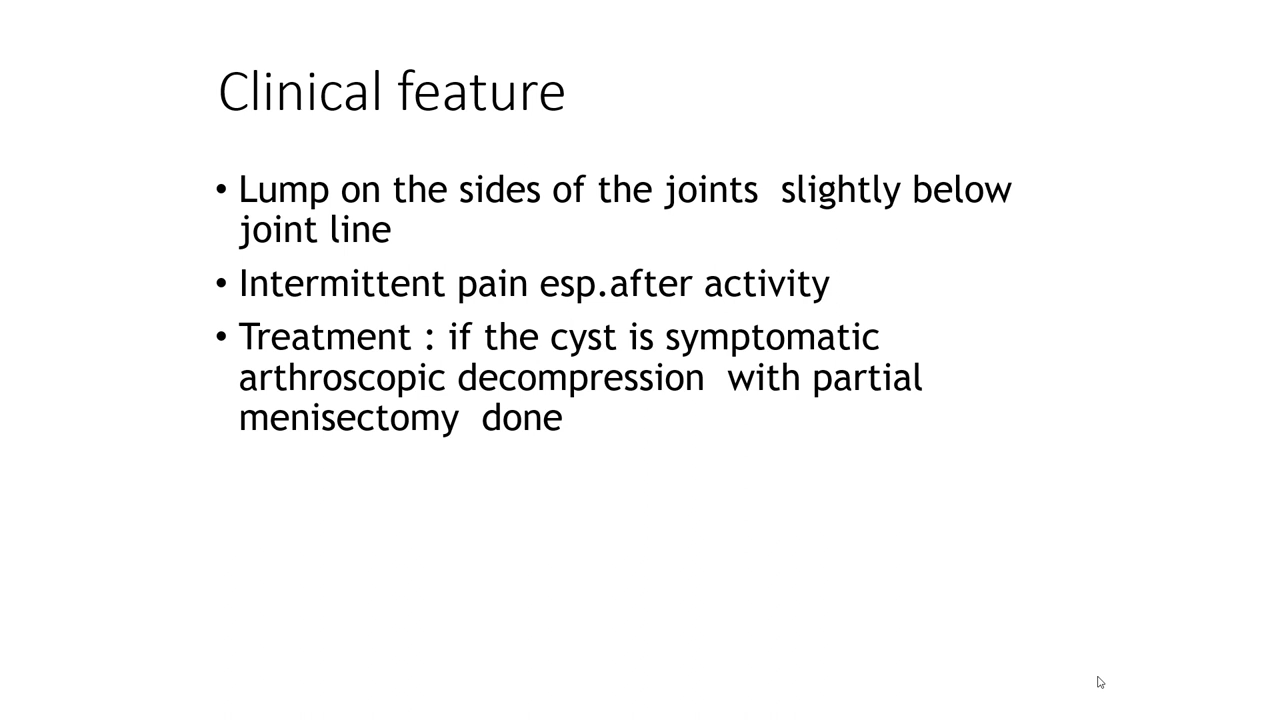 Clinical feature
• Lump on the sides of the joints  slightly below
joint line
• Intermittent pain esp.after activity
• Treatment : if the cyst is symptomatic
arthroscopic decompression  with partial
menisectomy  done